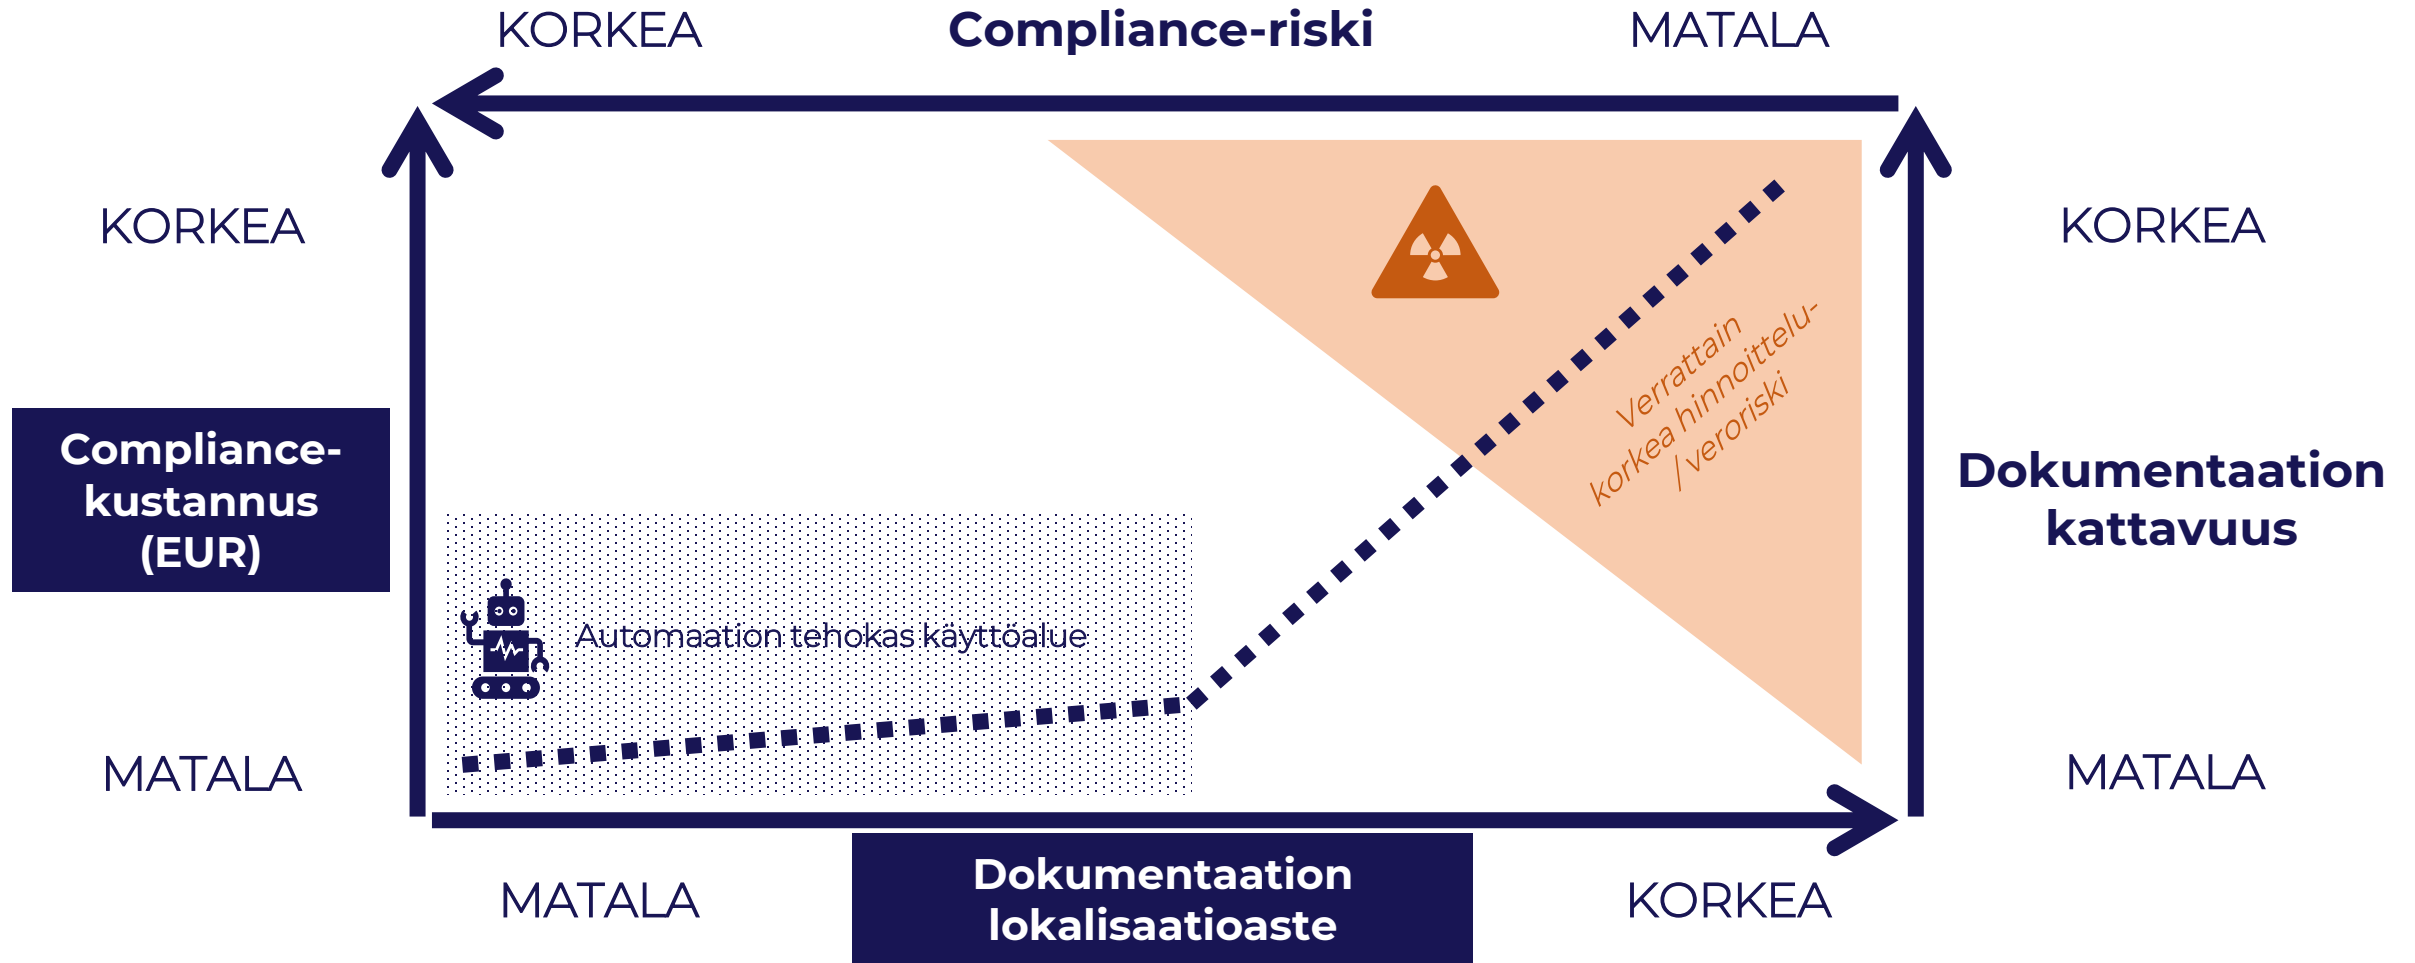 KORKEA
Compliance-riski
MATALA
KORKEA
KORKEA
Verrattain
korkea hinnoittelu-
/ veroriski
Compliance-
kustannus
(EUR)
Dokumentaation
kattavuus
Automaation tehokas käyttöalue
MATALA
MATALA
MATALA
Dokumentaation
lokalisaatioaste
KORKEA